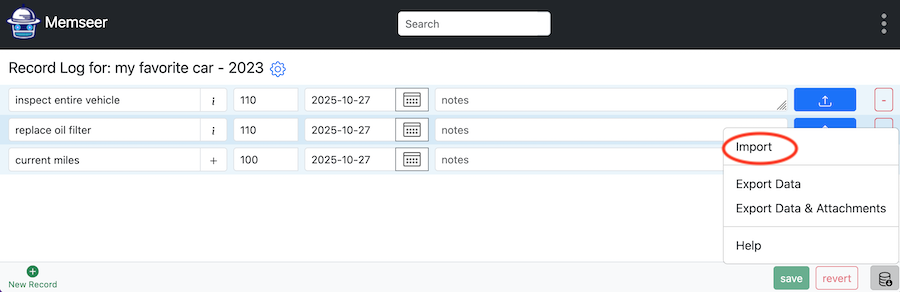 Memseer
Search
Record Log for: my favorite car - 2023
inspect entire vehicle i 110 2025-10-27 notes -
replace oil filter i 110 2025-10-27 notes
current miles + 100 2025-10-27 notes
Import
Export Data
Export Data & Attachments
Help
New Record
save revert